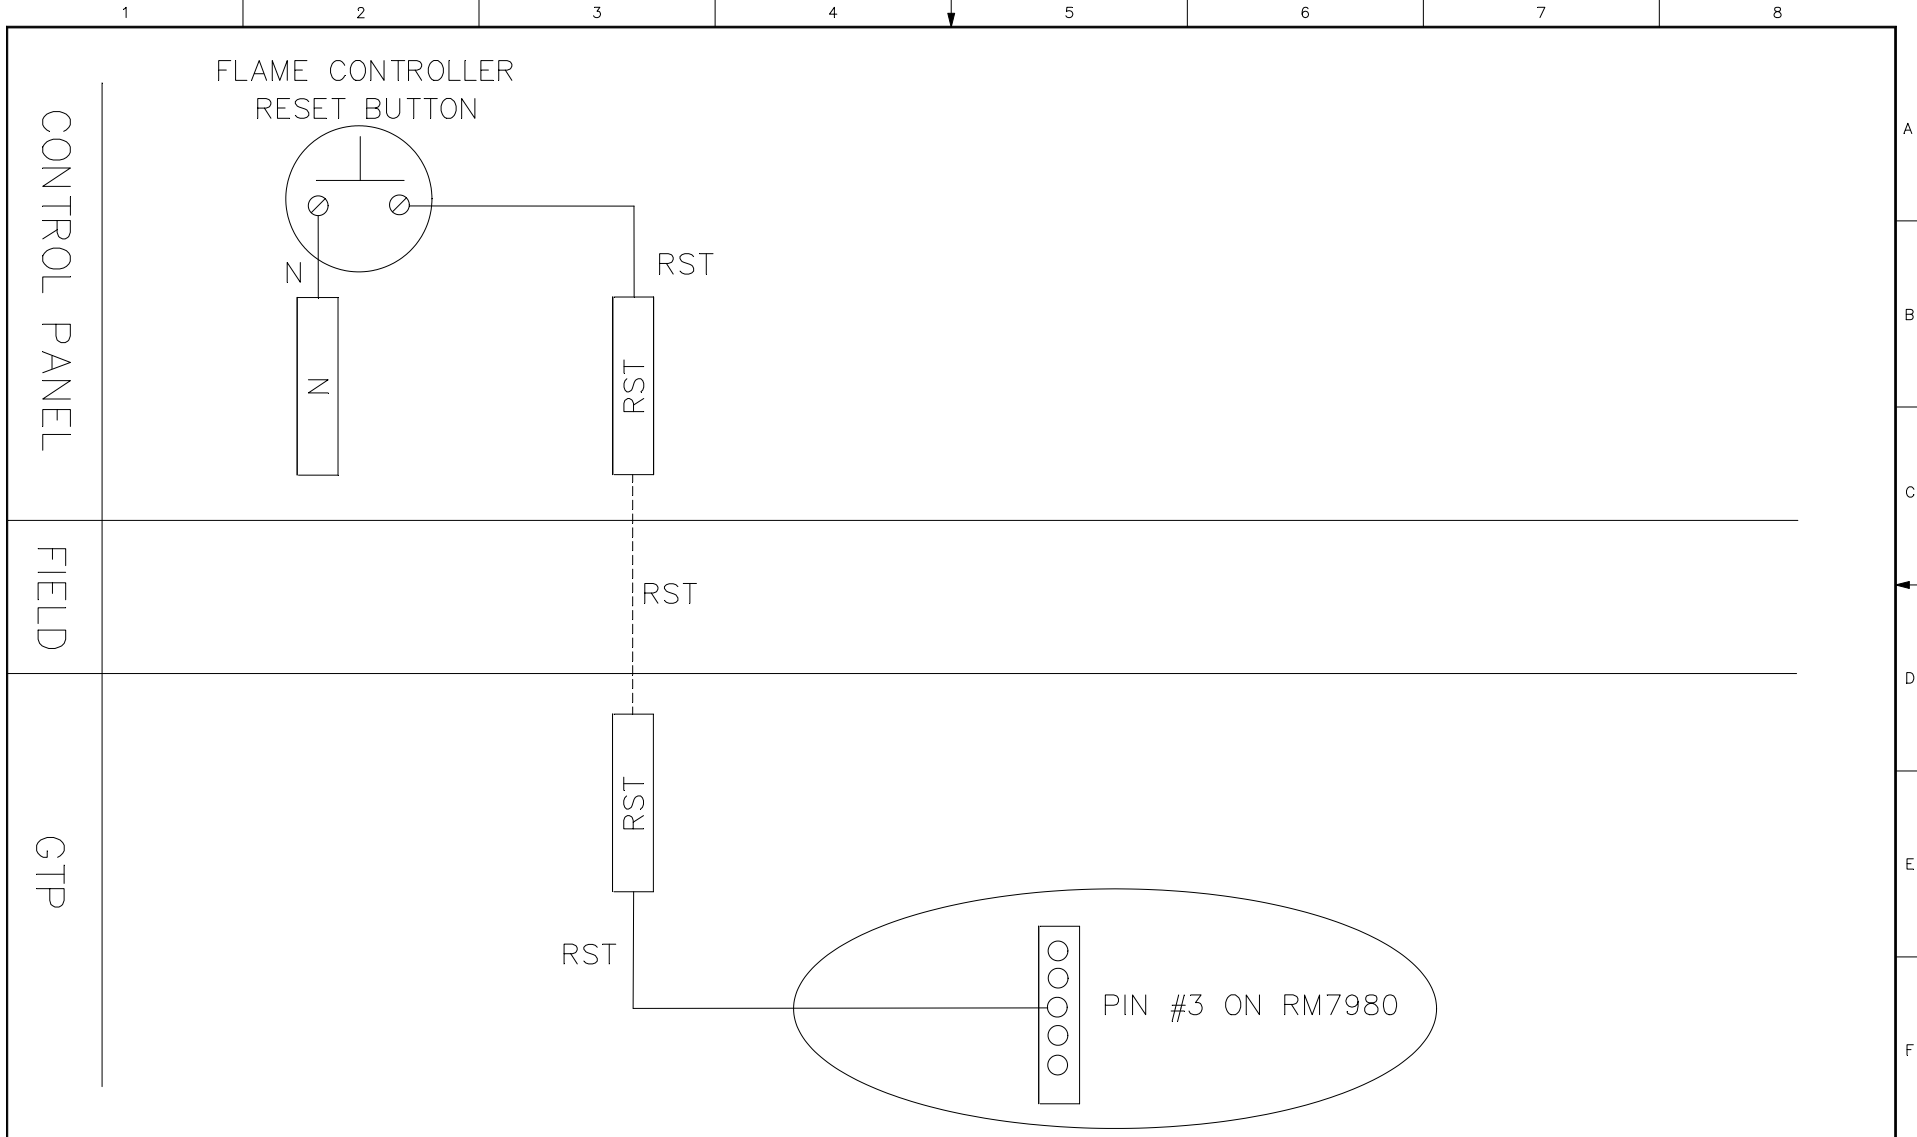 1 2 3 4 5 6 7 8
FLAME CONTROLLER
RESET BUTTON
CONTROL PANEL
A
N
RST
B
N
RST
C
FIELD
RST
D
RST
GTP
E
RST
PIN #3 ON RM7980
F